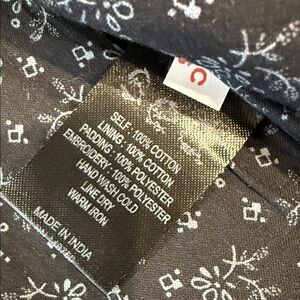 C
SELF : 100% COTTON
LINING : 100% COTTON
PADDING : 100% POLYESTER
EMBROIDERY : 100% POLYESTER
HAND WASH COLD
LINE DRY
WARM IRON
MADE IN INDIA